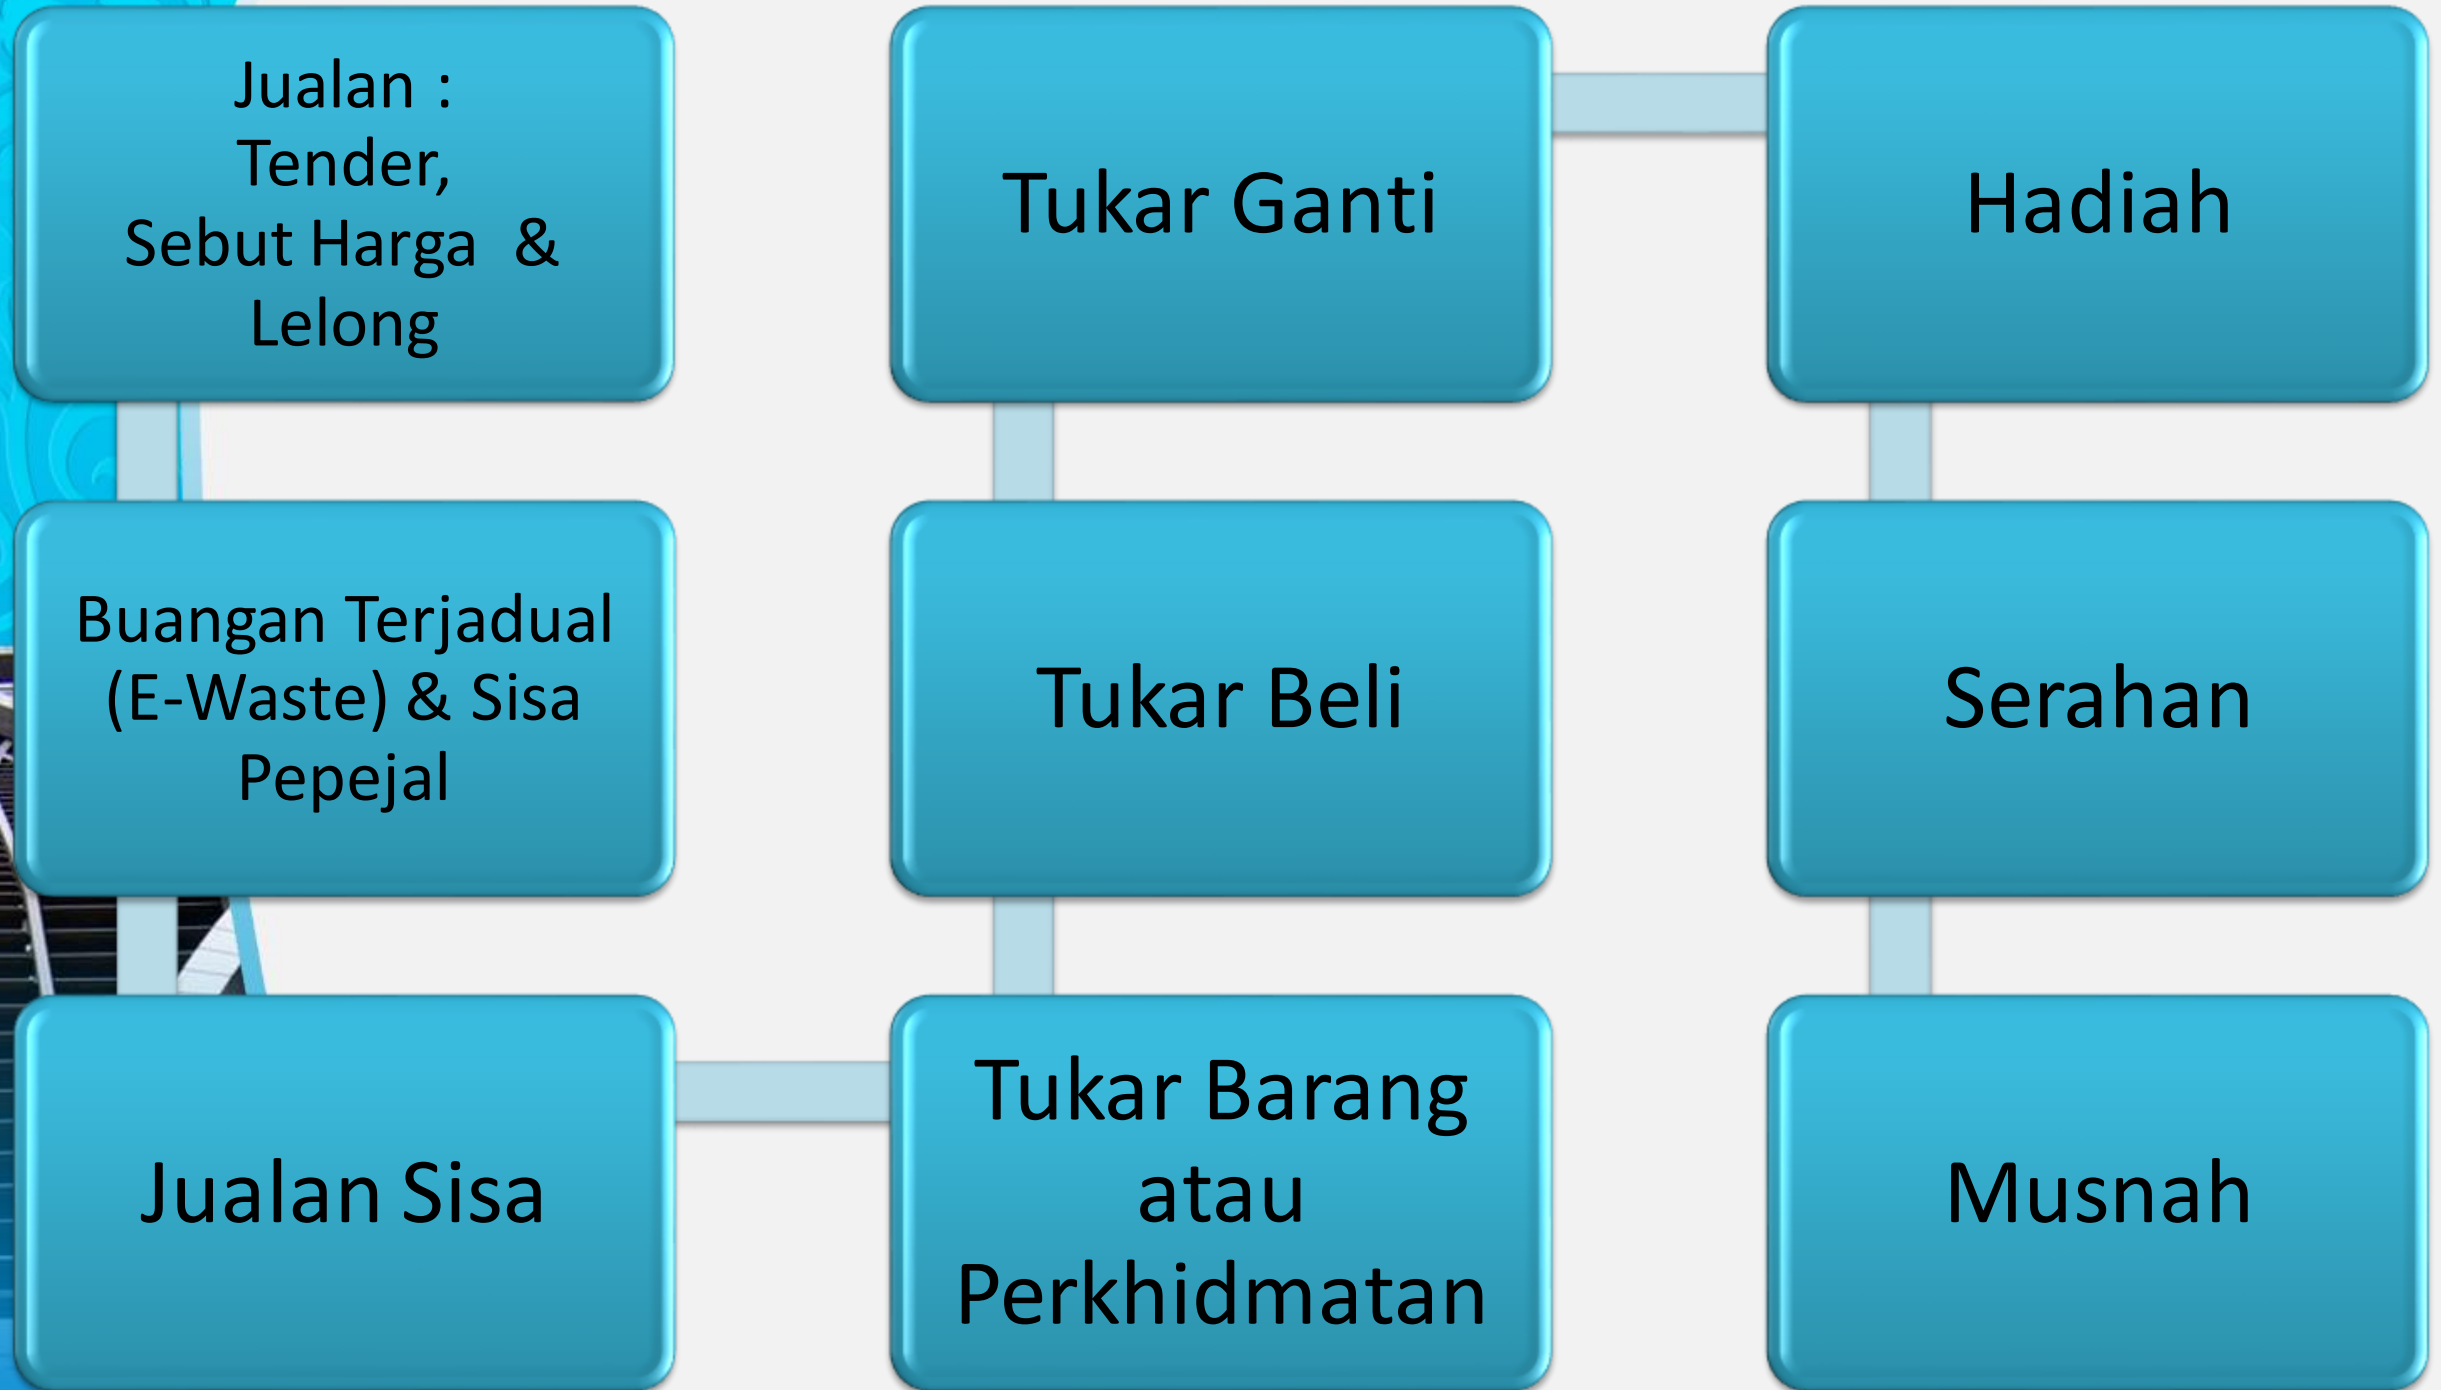 Jualan :
Tender,
Sebut Harga  &
Lelong
Buangan Terjadual
(E-Waste) & Sisa
Pepejal
Jualan Sisa
Tukar Barang
atau
Perkhidmatan
Tukar Beli
Tukar Ganti
Hadiah
Serahan
Musnah